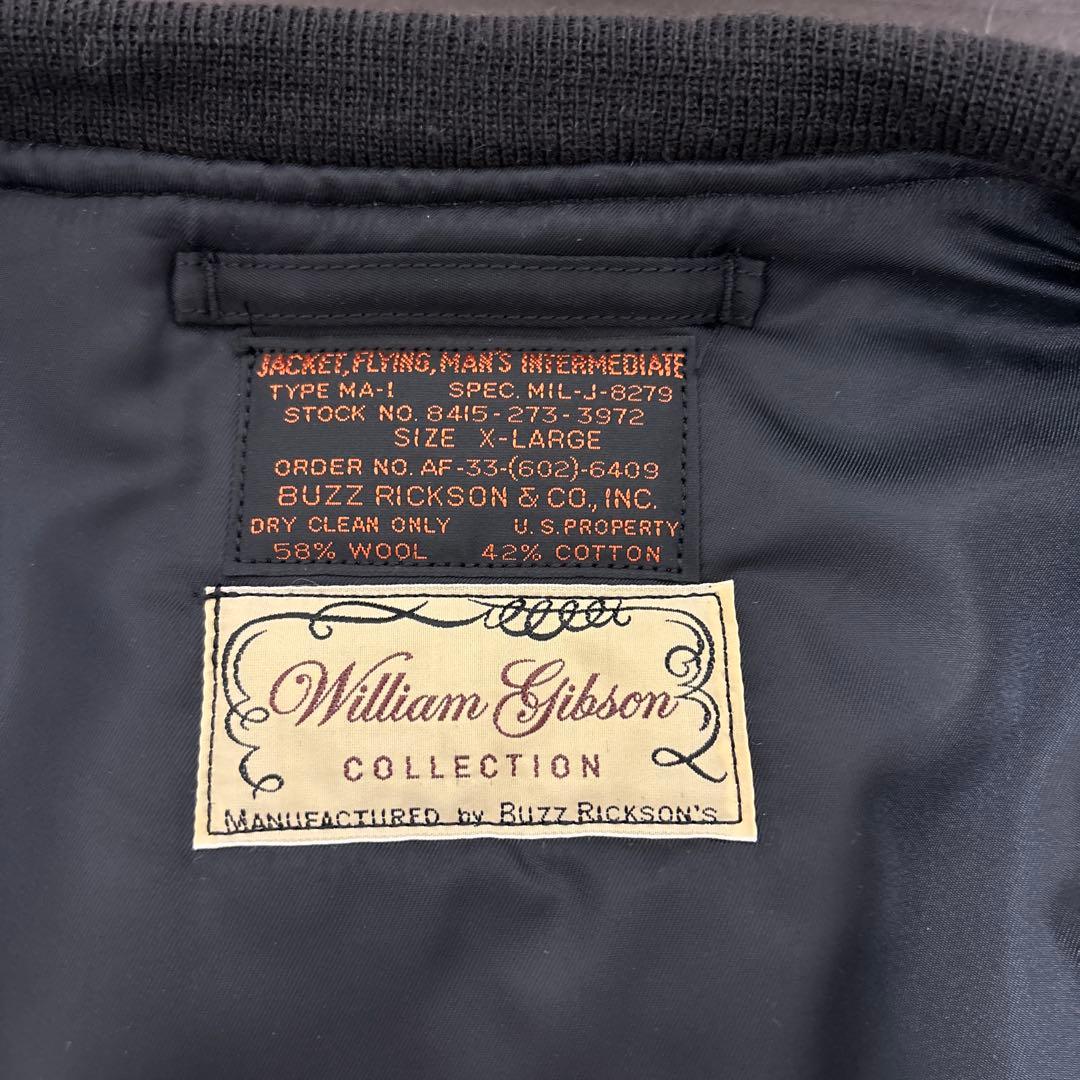 JACKET, FLYING, MAN'S INTERMEDIATE
TYPE MA-1 SPEC. MIL-J-8279
STOCK NO. 8415-273-3972
SIZE X-LARGE
ORDER NO. AF-33-(602)-6409
BUZZ RICKSON & CO., INC.
DRY CLEAN ONLY U.S. PROPERTY
58% WOOL 42% COTTON
William Gibson
COLLECTION
MANUFACTURED by BUZZ RICKSON'S